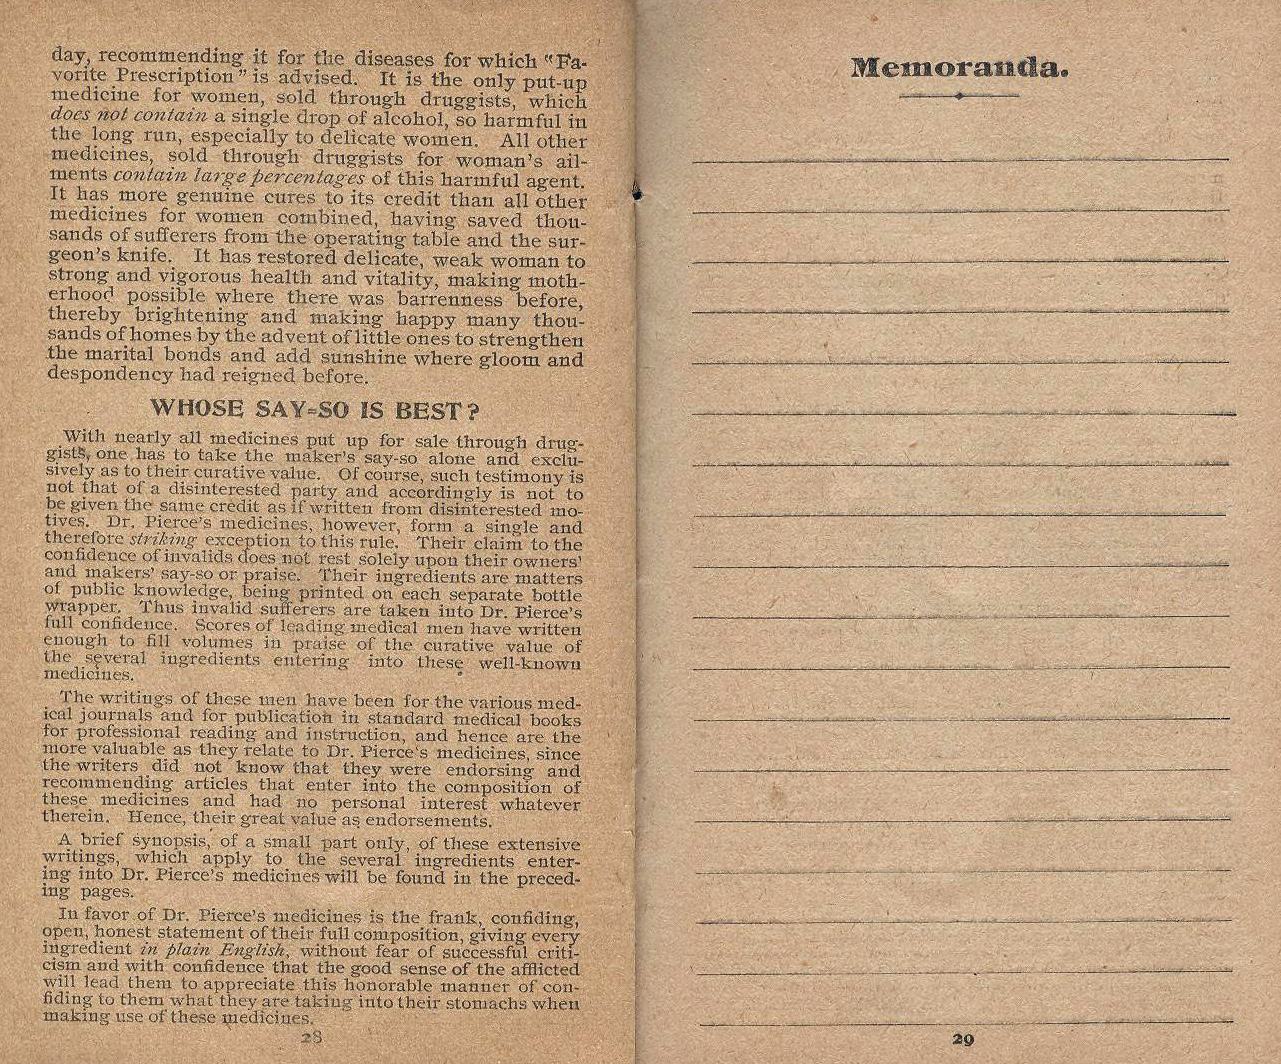 day, recommending it for the diseases for which "Fa-
vorite Prescription" is advised. It is the only put-up
medicine for women, sold through druggists, which
does not contain a single drop of alcohol, so harmful in
the long run, especially to delicate women. All other
medicines, sold through druggists for woman's ail-
ments contain large percentages of this harmful agent.
It has more genuine cures to its credit than all other
medicines for women combined, having saved thou-
sands of sufferers from the operating table and the sur-
geon's knife. It has restored delicate, weak woman to
strong and vigorous health and vitality, making moth-
erhood possible where there was barrenness before,
thereby brightening and making happy many thou-
sands of homes by the advent of little ones to strengthen
the marital bonds and add sunshine where gloom and
despondency had reigned before.
WHOSE SAY=SO IS BEST?
With nearly all medicines put up for sale through drug-
gists, one has to take the maker's say-so alone and exclu-
sively as to their curative value. Of course, such testimony is
not that of a disinterested party and accordingly is not to
be given the same credit as if written from disinterested mo-
tives. Dr. Pierce's medicines, however, form a single and
therefore striking exception to this rule. Their claim to the
confidence of invalids does not rest solely upon their owners'
and makers' say-so or praise. Their ingredients are matters
of public knowledge, being printed on each separate bottle
wrapper. Thus invalid sufferers are taken into Dr. Pierce's
full confidence. Scores of leading medical men have written
enough to fill volumes in praise of the curative value of
the several ingredients entering into these well-known
medicines.
The writings of these men have been for the various med-
ical journals and for publication in standard medical books
for professional reading and instruction, and hence are the
more valuable as they relate to Dr. Pierce's medicines, since
the writers did not know that they were endorsing and
recommending articles that enter into the composition of
these medicines and had no personal interest whatever
therein. Hence, their great value as endorsements.
A brief synopsis, of a small part only, of these extensive
writings, which apply to the several ingredients enter-
ing into Dr. Pierce's medicines will be found in the preced-
ing pages.
In favor of Dr. Pierce's medicines is the frank, confiding,
open, honest statement of their full composition, giving every
ingredient in plain English, without fear of successful criti-
cism and with confidence that the good sense of the afflicted
will lead them to appreciate this honorable manner of con-
fiding to them what they are taking into their stomachs when
making use of these medicines.
28
Memoranda.
29